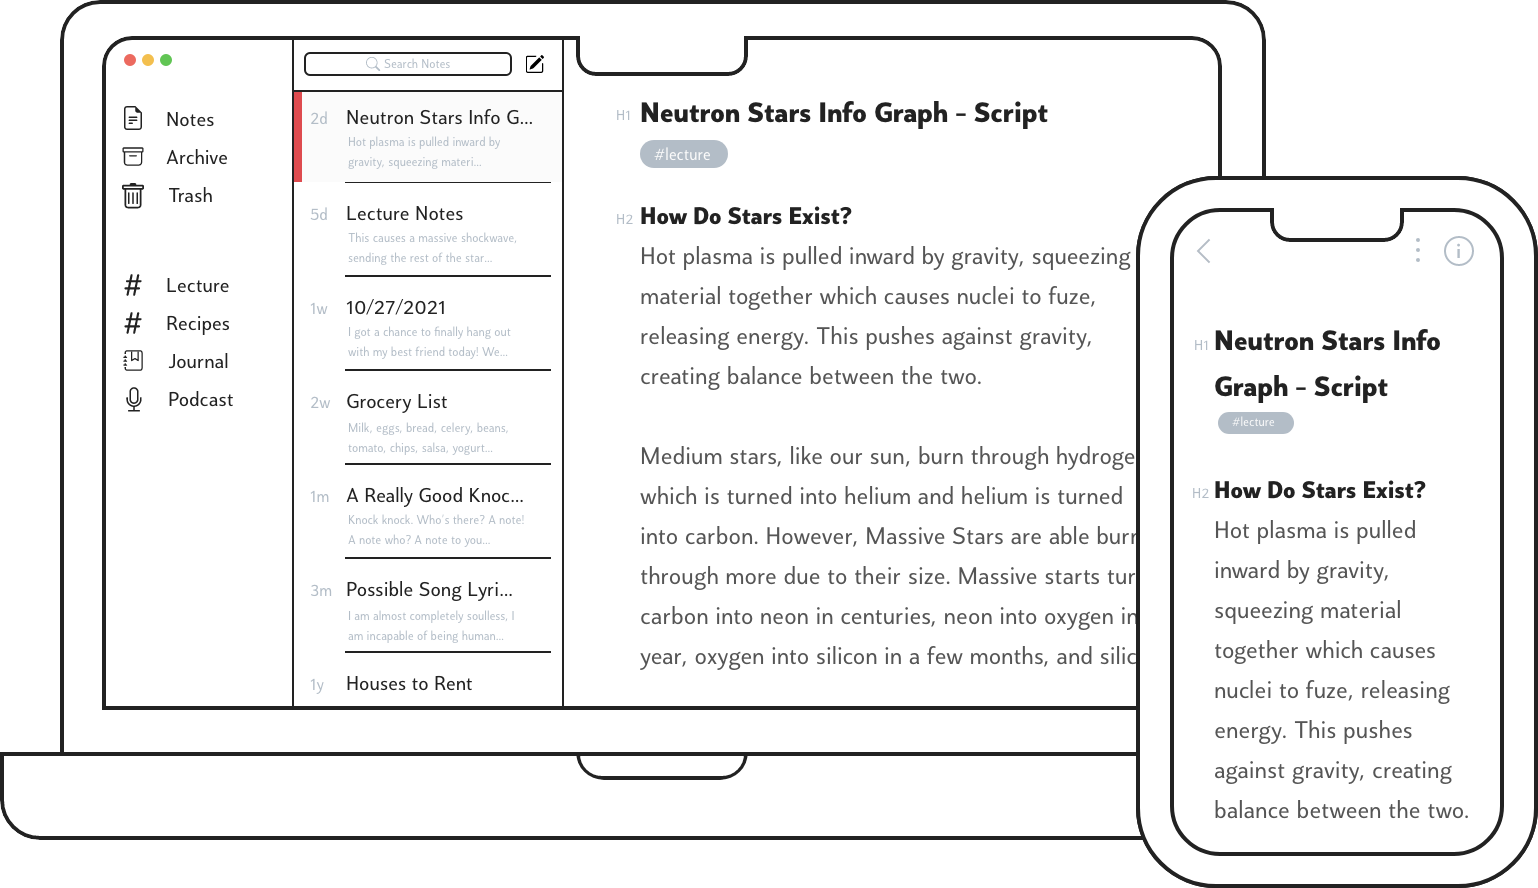 Notes
Archive
Trash
# Lecture
# Recipes
Journal
Podcast
Search Notes
2d Neutron Stars Info G...
Hot plasma is pulled inward by
gravity, squeezing materi...
5d Lecture Notes
This causes a massive shockwave,
sending the rest of the star...
1w 10/27/2021
I got a chance to finally hang out
with my best friend today! We...
2w Grocery List
Milk, eggs, bread, celery, beans,
tomato, chips, salsa, yogurt...
1m A Really Good Knoc...
Knock knock. Who's there? A note!
A note who? A note to you...
3m Possible Song Lyri...
I am almost completely soulless, I
am incapable of being human...
1y Houses to Rent
H1 Neutron Stars Info Graph - Script
#lecture
H2 How Do Stars Exist?
Hot plasma is pulled inward by gravity, squeezing
material together which causes nuclei to fuze,
releasing energy. This pushes against gravity,
creating balance between the two.
Medium stars, like our sun, burn through hydroge
which is turned into helium and helium is turned
into carbon. However, Massive Stars are able burn
through more due to their size. Massive starts tur
carbon into neon in centuries, neon into oxygen in
year, oxygen into silicon in a few months, and silic
H1 Neutron Stars Info
Graph - Script
#lecture
H2 How Do Stars Exist?
Hot plasma is pulled
inward by gravity,
squeezing material
together which causes
nuclei to fuze, releasing
energy. This pushes
against gravity, creating
balance between the two.